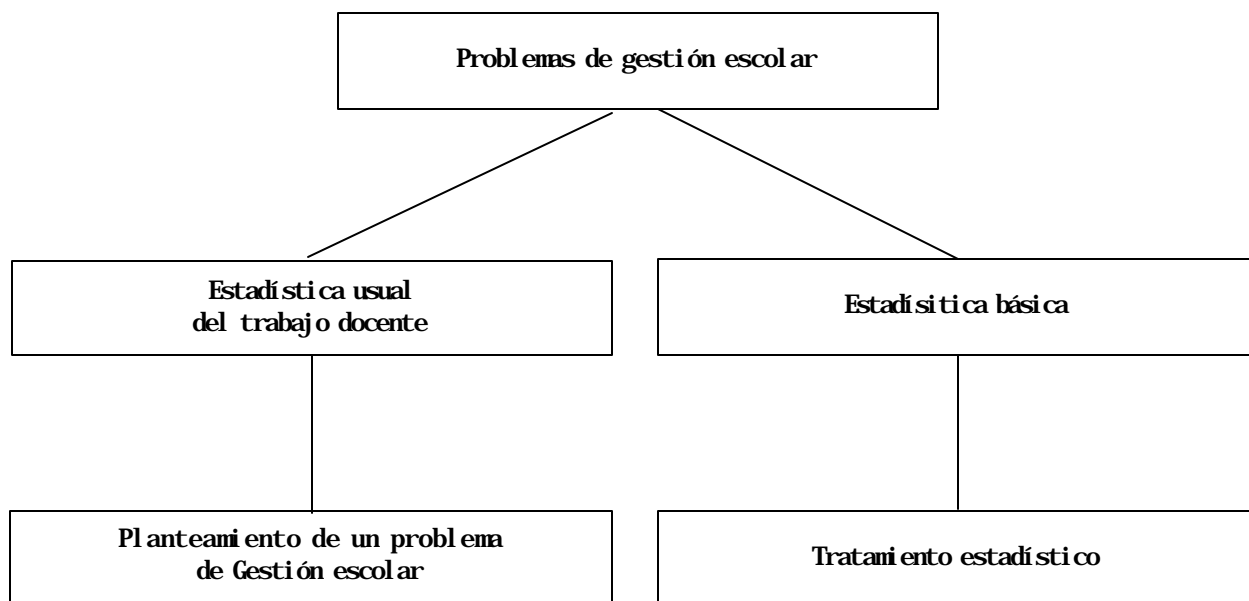 Problemas de gestión escolar
Estadística usual
del trabajo docente
Estadísitica básica
Planteamiento de un problema
de Gestión escolar
Tratamiento estadístico